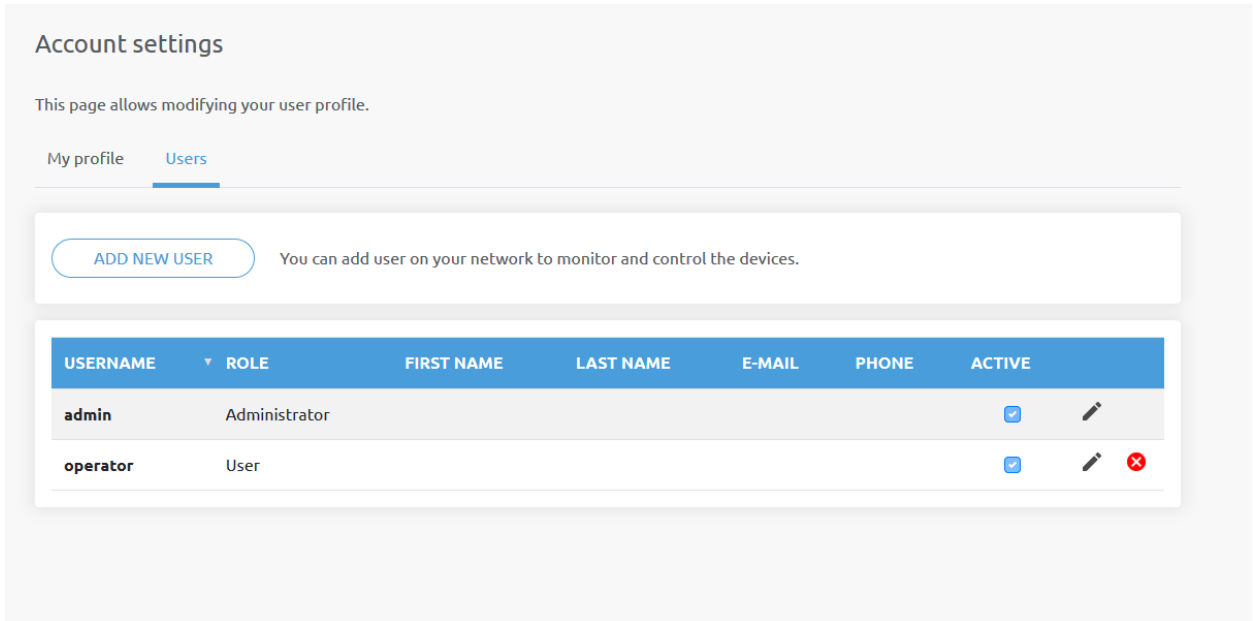 Account settings
This page allows modifying your user profile.
My profile Users
ADD NEW USER You can add user on your network to monitor and control the devices.
USERNAME ▼ ROLE FIRST NAME LAST NAME E-MAIL PHONE ACTIVE
admin Administrator
operator User